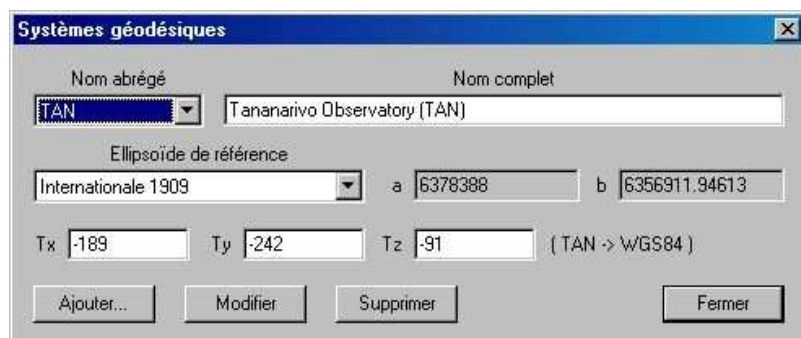 Systèmes géodésiques
Nom abrégé Nom complet
TAN Tananarivo Observatory (TAN)
Ellipsoïde de référence
Internationale 1909 a 6378388 b 6356911.94613
Tx -189 Ty -242 Tz -91 ( TAN -> WGS84 )
Ajouter... Modifier Supprimer Fermer